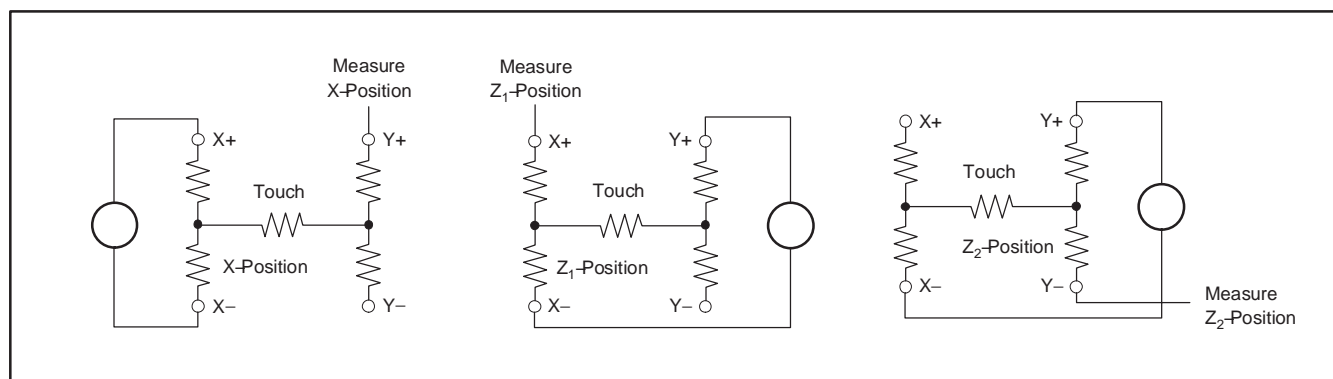 Measure
X–Position
X+
Y+
Touch
X–Position
X–
Y–
Measure
Z₁–Position
X+
Y+
Touch
Z₁–Position
X–
Y–
X+
Y+
Touch
Z₂–Position
X–
Y–
Measure
Z₂–Position